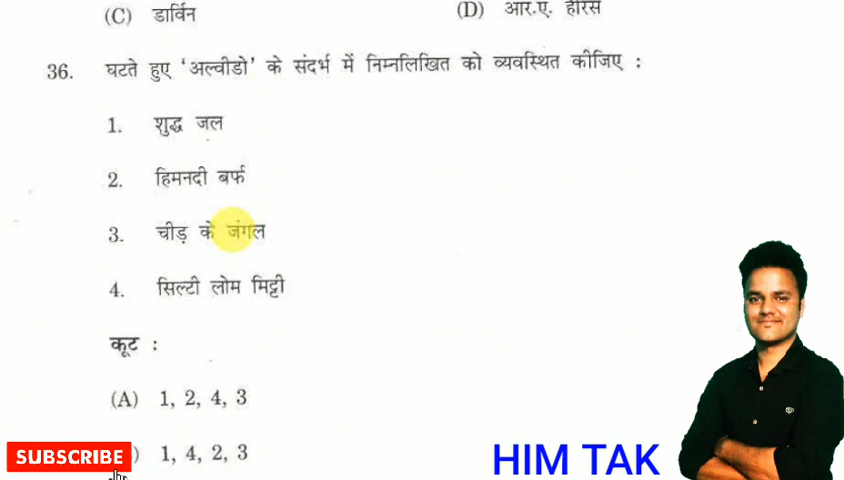 (C) डार्विन (D) आर.ए. हैरिस
36. घटते हुए 'अल्वीडो' के संदर्भ में निम्नलिखित को व्यवस्थित कीजिए :
1. शुद्ध जल
2. हिमनदी बर्फ
3. चीड़ के जंगल
4. सिल्टी लोम मिट्टी
कूट :
(A) 1, 2, 4, 3
) 1, 4, 2, 3
SUBSCRIBE
HIM TAK